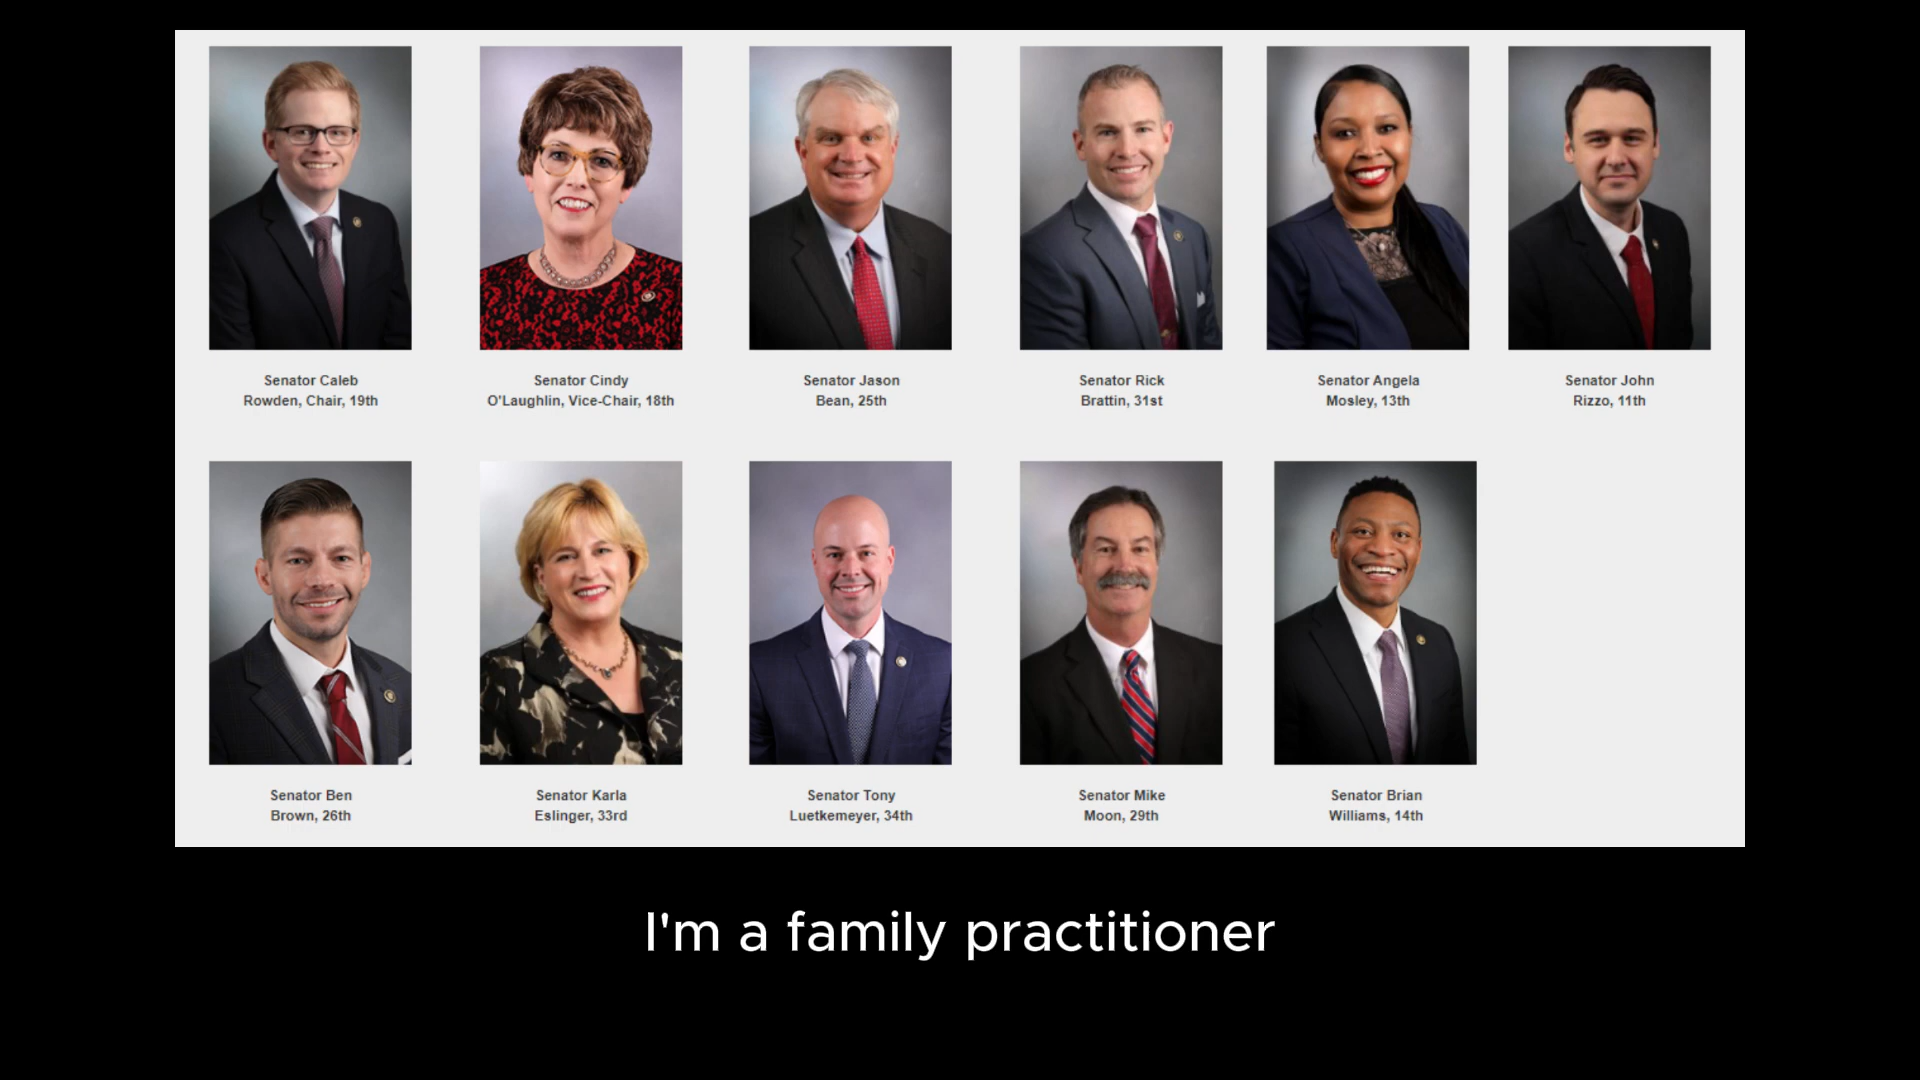 Senator Caleb
Rowden, Chair, 19th
Senator Cindy
O'Laughlin, Vice-Chair, 18th
Senator Jason
Bean, 25th
Senator Rick
Brattin, 31st
Senator Angela
Mosley, 13th
Senator John
Rizzo, 11th
Senator Ben
Brown, 26th
Senator Karla
Eslinger, 33rd
Senator Tony
Luetkemeyer, 34th
Senator Mike
Moon, 29th
Senator Brian
Williams, 14th
I'm a family practitioner